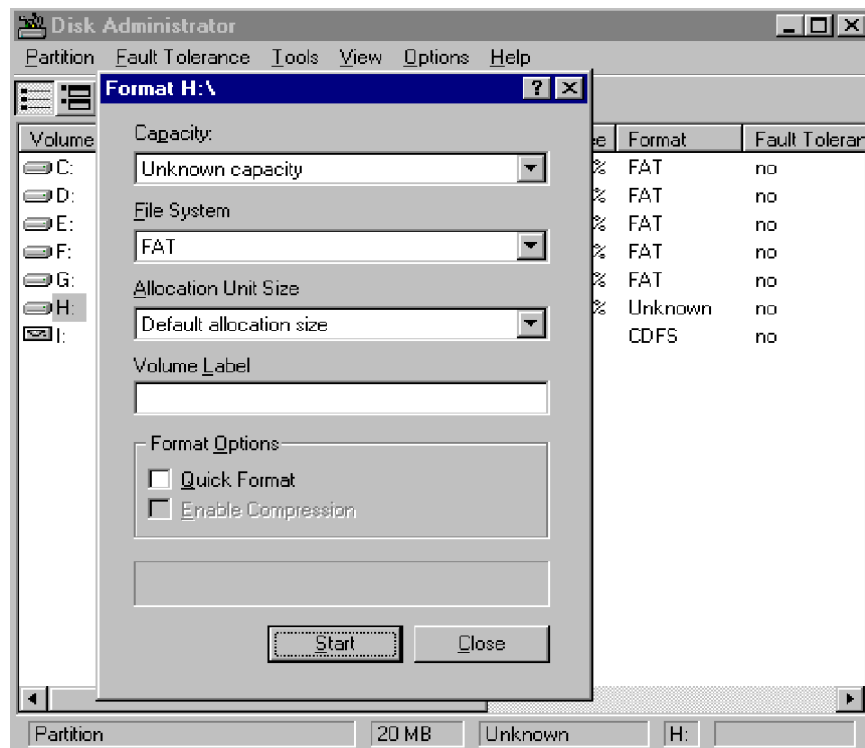 Disk Administrator
Partition Fault Tolerance Tools View Options Help
Format H:\
Capacity:
Unknown capacity
File System
FAT
Allocation Unit Size
Default allocation size
Volume Label
Format Options
Quick Format
Enable Compression
Start Close
Volume Format Fault Toleran
C: % FAT no
D: % FAT no
E: % FAT no
F: % FAT no
G: % FAT no
H: % Unknown no
I: CDFS no
Partition 20 MB Unknown H: